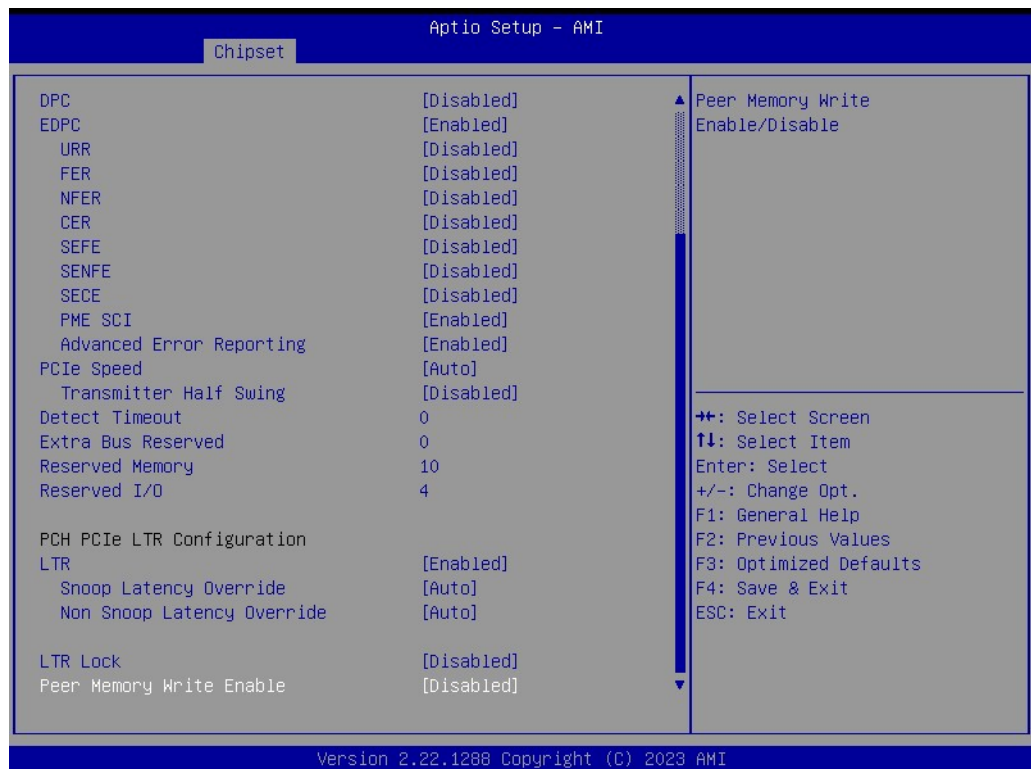 Aptio Setup – AMI
Chipset
DPC [Disabled]
EDPC [Enabled]
URR [Disabled]
FER [Disabled]
NFER [Disabled]
CER [Disabled]
SEFE [Disabled]
SENFE [Disabled]
SECE [Disabled]
PME SCI [Enabled]
Advanced Error Reporting [Enabled]
PCIe Speed [Auto]
Transmitter Half Swing [Disabled]
Detect Timeout 0
Extra Bus Reserved 0
Reserved Memory 10
Reserved I/O 4
PCH PCIe LTR Configuration
LTR [Enabled]
Snoop Latency Override [Auto]
Non Snoop Latency Override [Auto]
LTR Lock [Disabled]
Peer Memory Write Enable [Disabled]
Peer Memory Write
Enable/Disable
→←: Select Screen
↑↓: Select Item
Enter: Select
+/-: Change Opt.
F1: General Help
F2: Previous Values
F3: Optimized Defaults
F4: Save & Exit
ESC: Exit
Version 2.22.1288 Copyright (C) 2023 AMI